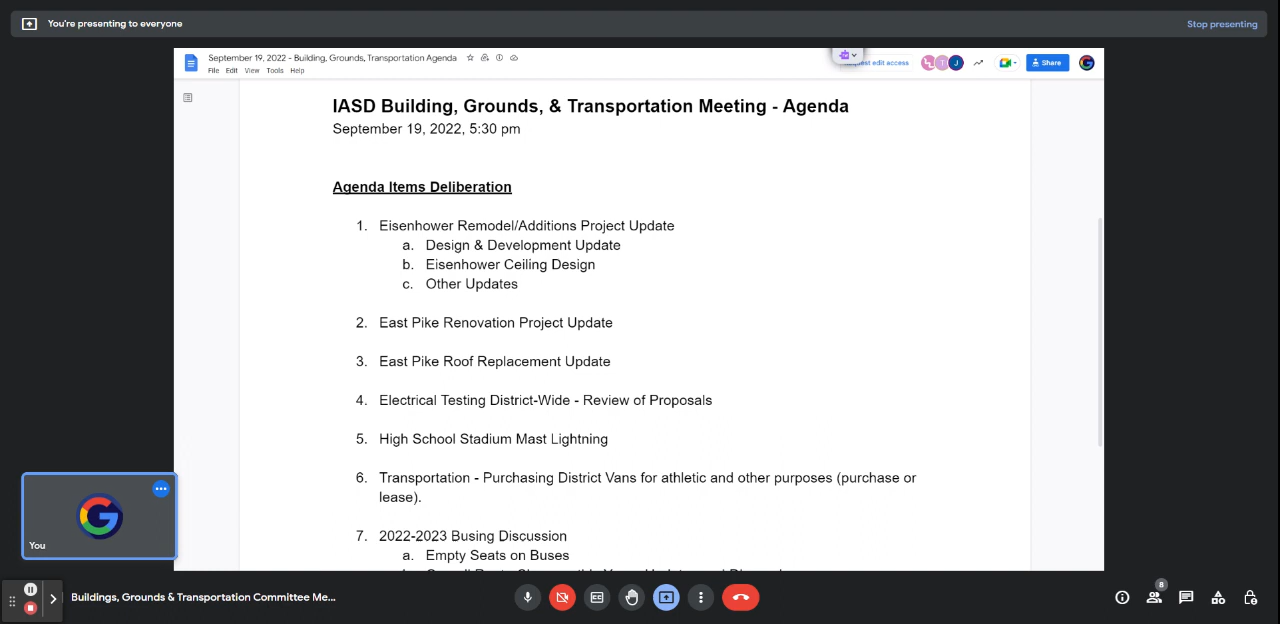 You're presenting to everyone
Stop presenting
September 19, 2022 - Building, Grounds, Transportation Agenda
File Edit View Tools Help
edit access
J
Share
IASD Building, Grounds, & Transportation Meeting - Agenda
September 19, 2022, 5:30 pm
Agenda Items Deliberation
1. Eisenhower Remodel/Additions Project Update
a. Design & Development Update
b. Eisenhower Ceiling Design
c. Other Updates
2. East Pike Renovation Project Update
3. East Pike Roof Replacement Update
4. Electrical Testing District-Wide - Review of Proposals
5. High School Stadium Mast Lightning
6. Transportation - Purchasing District Vans for athletic and other purposes (purchase or
lease).
7. 2022-2023 Busing Discussion
a. Empty Seats on Buses
You
Buildings, Grounds & Transportation Committee Me...
8